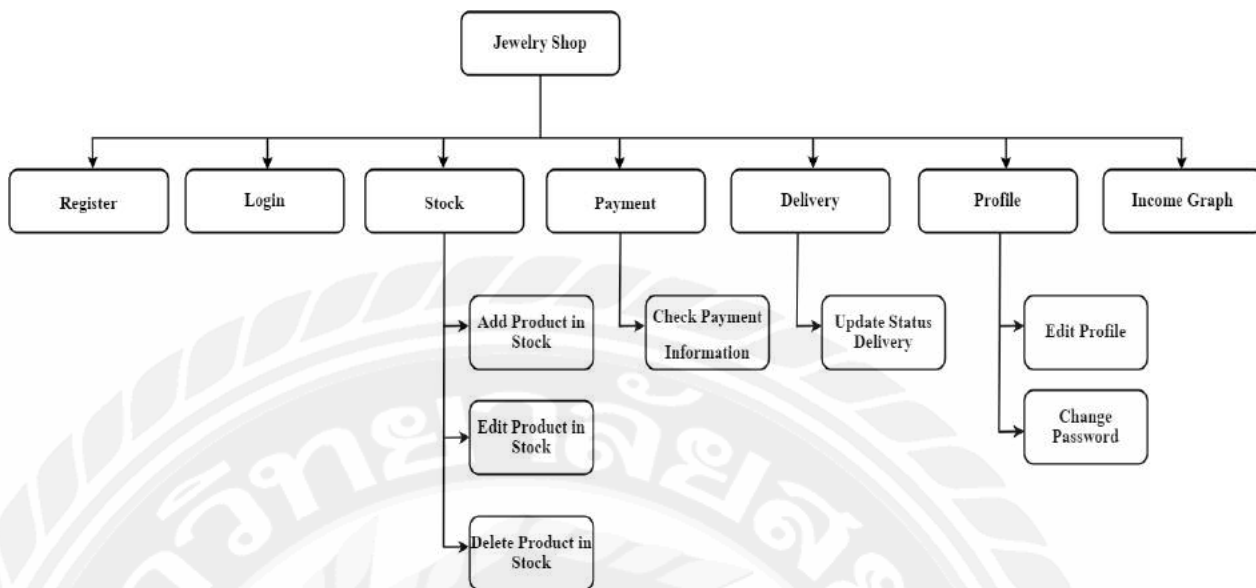 Jewelry Shop
Register
Login
Stock
Payment
Delivery
Profile
Income Graph
Add Product in
Stock
Check Payment
Information
Update Status
Delivery
Edit Profile
Edit Product in
Stock
Change
Password
Delete Product in
Stock